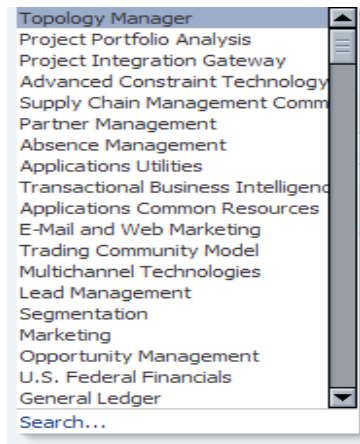 Topology Manager
Project Portfolio Analysis
Project Integration Gateway
Advanced Constraint Technology
Supply Chain Management Comm
Partner Management
Absence Management
Applications Utilities
Transactional Business Intelligenc
Applications Common Resources
E-Mail and Web Marketing
Trading Community Model
Multichannel Technologies
Lead Management
Segmentation
Marketing
Opportunity Management
U.S. Federal Financials
General Ledger
Search...